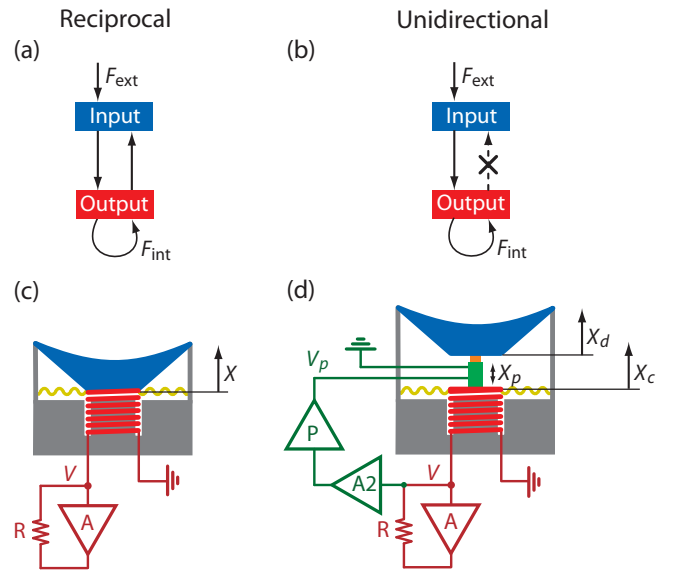 Reciprocal
Unidirectional
(a)
(b)
Fext
Fext
Input
Input
Output
Output
Fint
Fint
(c)
(d)
X
Xd
Vp
Xp
Xc
P
V
A2
V
R
A
R
A